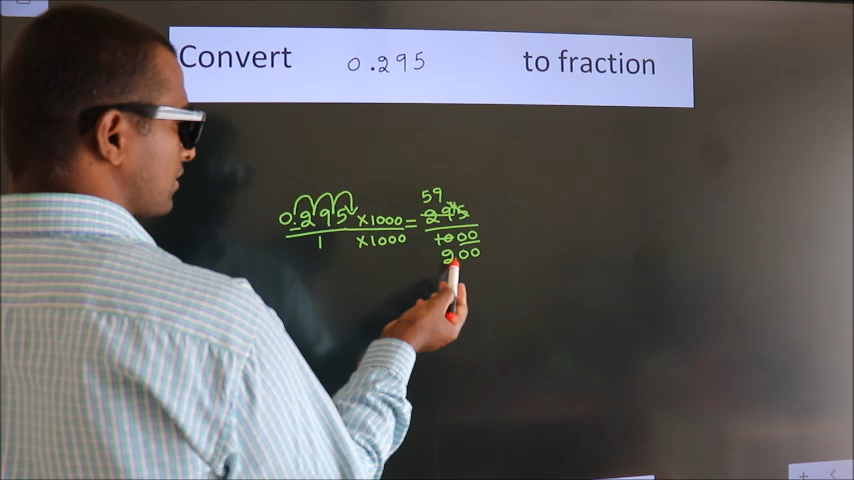 Convert 0.295 to fraction
59
0.295 ×1000 = 295
1 ×1000 1000
200